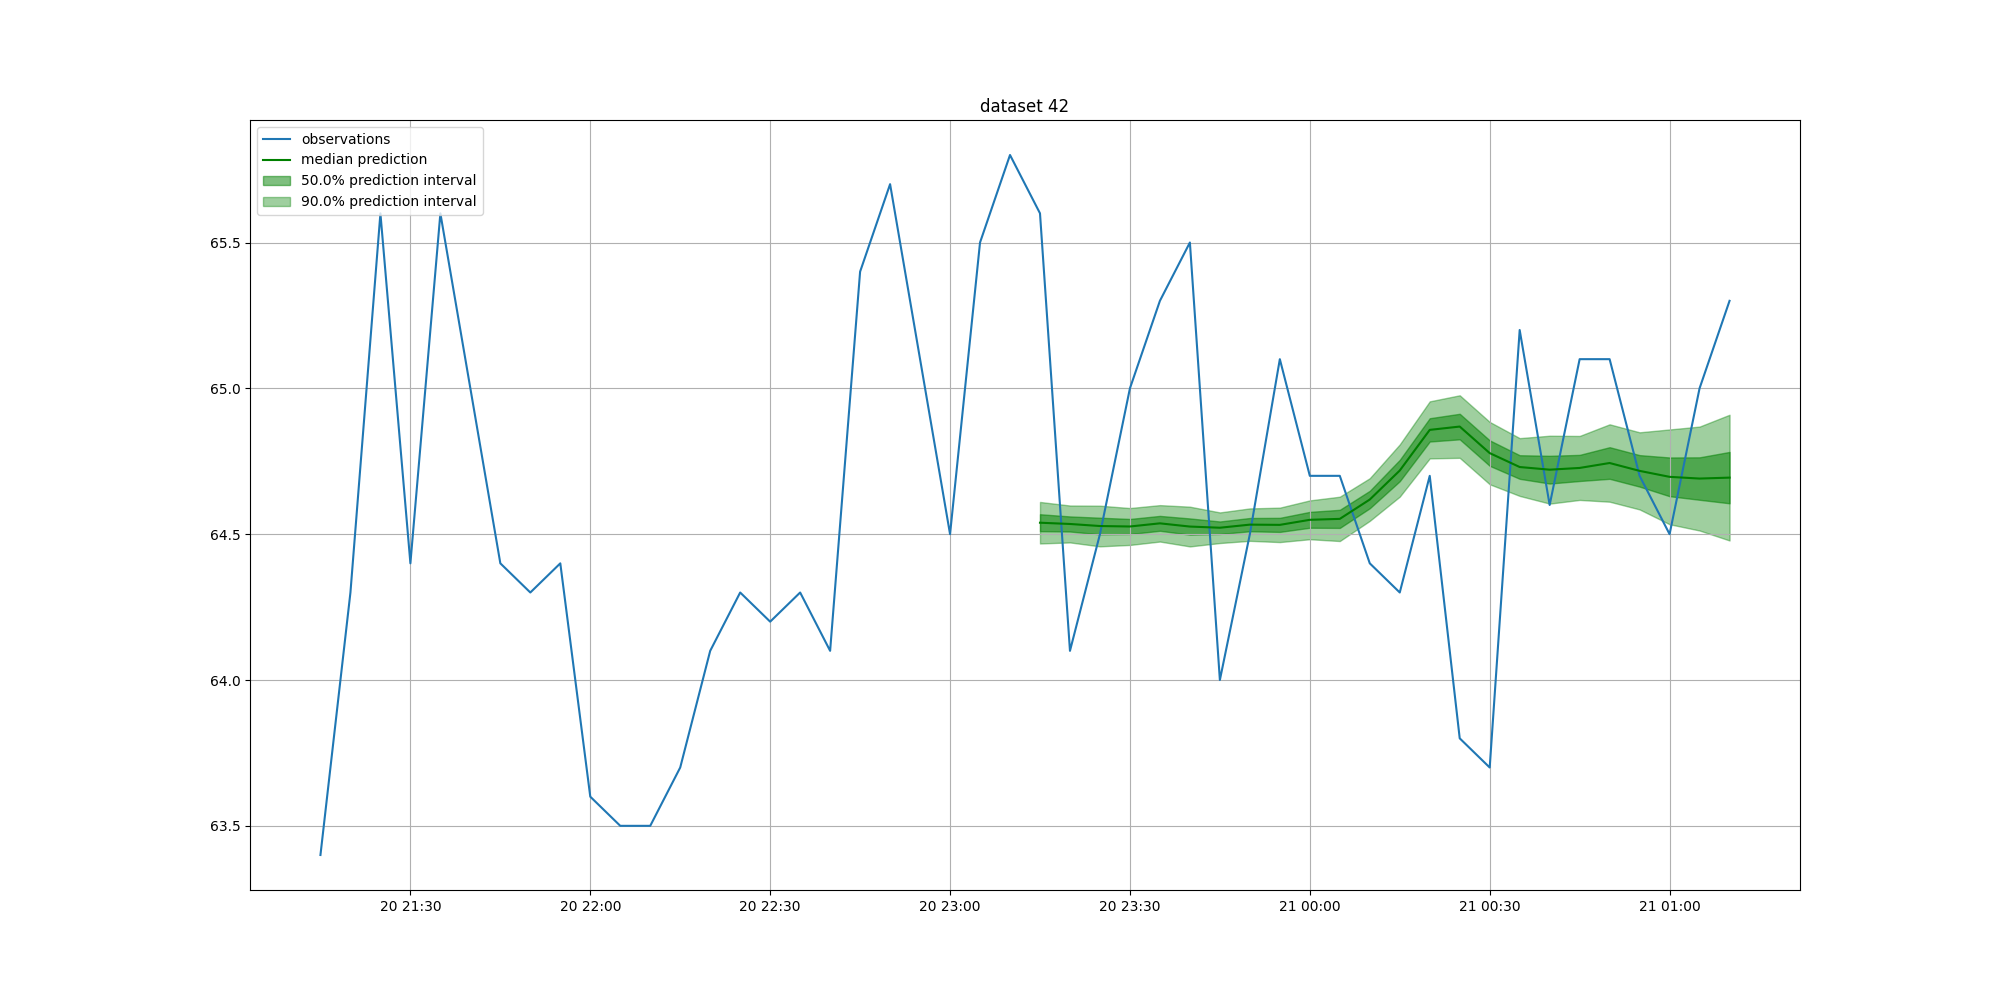 dataset 42
observations
median prediction
50.0% prediction interval
90.0% prediction interval
65.5
65.0
64.5
64.0
63.5
20 21:30
20 22:00
20 22:30
20 23:00
20 23:30
21 00:00
21 00:30
21 01:00